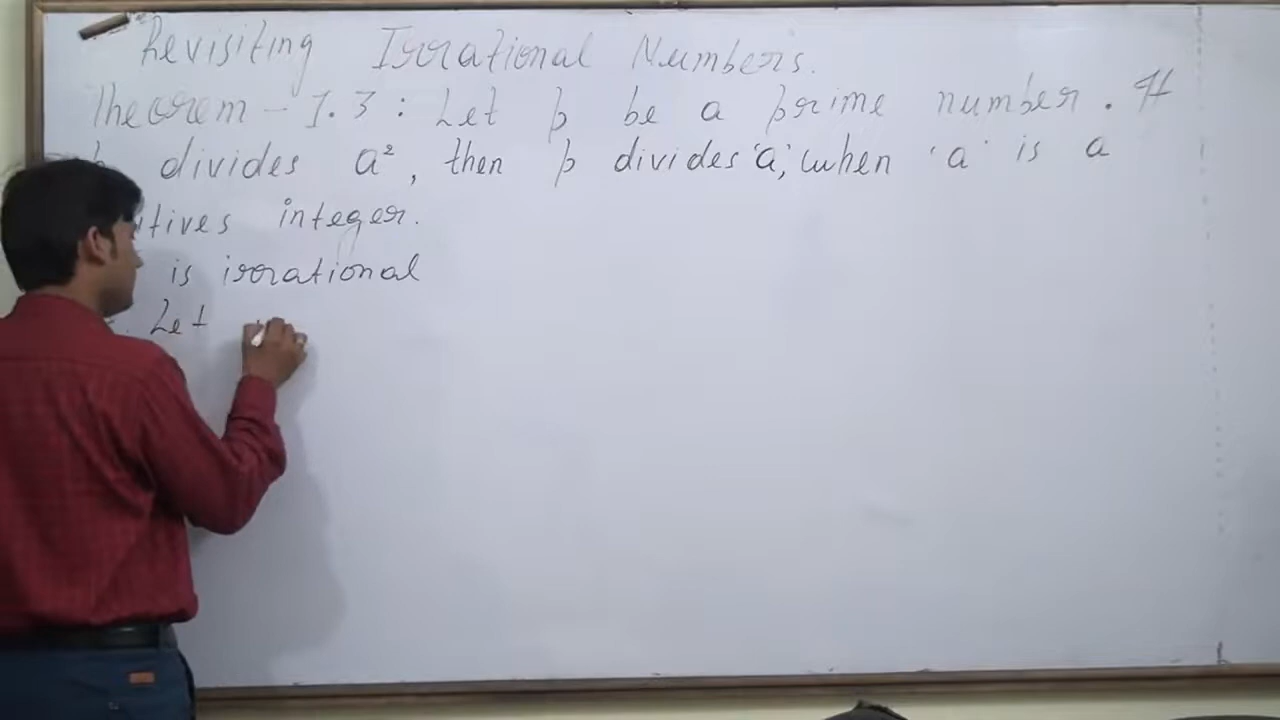 Revisiting Irrational Numbers.
Theorem - 1.3 : Let p be a prime number. If
p divides a², then p divides 'a', when 'a' is a
itives integer.
is irrational
Let